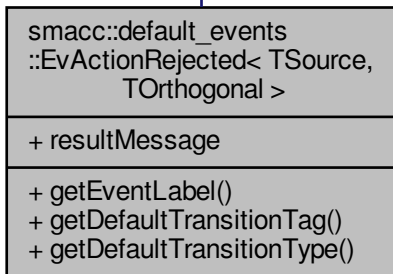 smacc::default_events
::EvActionRejected< TSource,
TOrthogonal >
+ resultMessage
+ getEventLabel()
+ getDefaultTransitionTag()
+ getDefaultTransitionType()